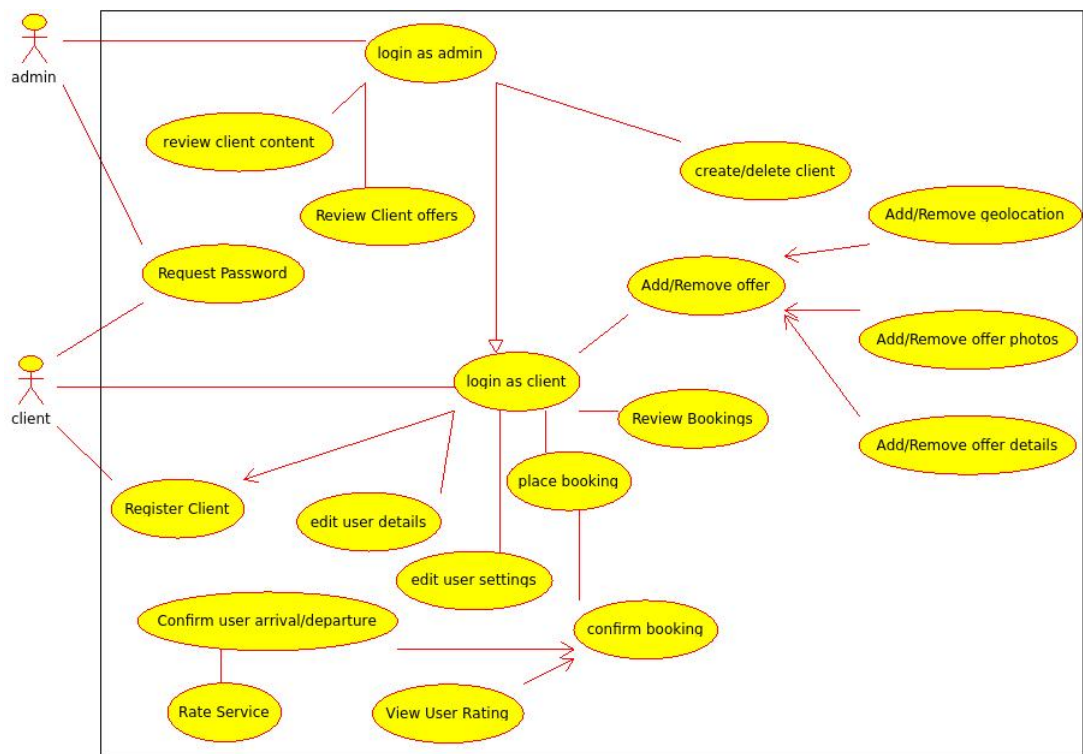 login as admin
admin
review client content
create/delete client
Review Client offers
Add/Remove geolocation
Request Password
Add/Remove offer
Add/Remove offer photos
login as client
client
Review Bookings
Add/Remove offer details
place booking
Register Client
edit user details
edit user settings
Confirm user arrival/departure
confirm booking
Rate Service
View User Rating